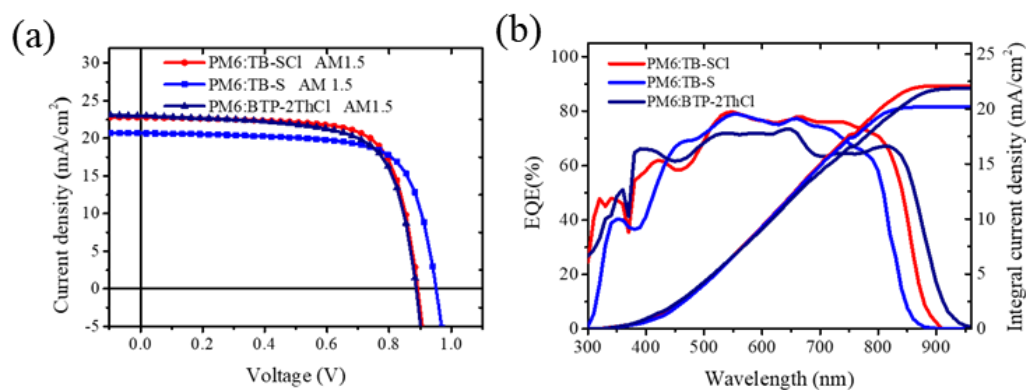 (a)
PM6:TB-SCl AM1.5
PM6:TB-S AM 1.5
PM6:BTP-2ThCl AM1.5
Current density (mA/cm²)
30
25
20
15
10
5
0
-5
0.0 0.2 0.4 0.6 0.8 1.0
Voltage (V)
(b)
PM6:TB-SCl
PM6:TB-S
PM6:BTP-2ThCl
EQE(%)
100
80
60
40
20
0
300 400 500 600 700 800 900
Wavelength (nm)
25
20
15
10
5
0
Integral current density (mA/cm²)